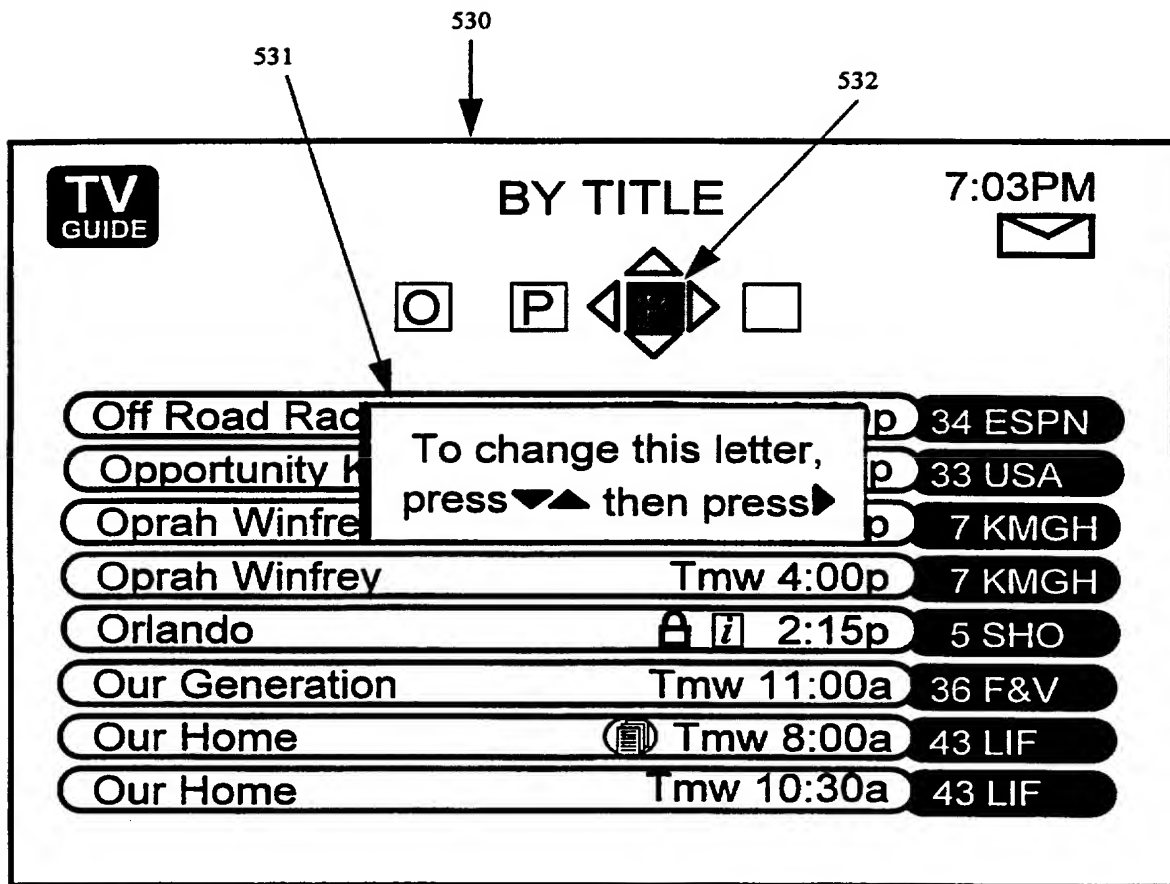 530
531
532
TV GUIDE
BY TITLE
7:03PM
O P
Off Road Rac p 34 ESPN
Opportunity K p 33 USA
To change this letter,
press▼▲ then press▶
Oprah Winfre p 7 KMGH
Oprah Winfrey Tmw 4:00p 7 KMGH
Orlando i 2:15p 5 SHO
Our Generation Tmw 11:00a 36 F&V
Our Home Tmw 8:00a 43 LIF
Our Home Tmw 10:30a 43 LIF